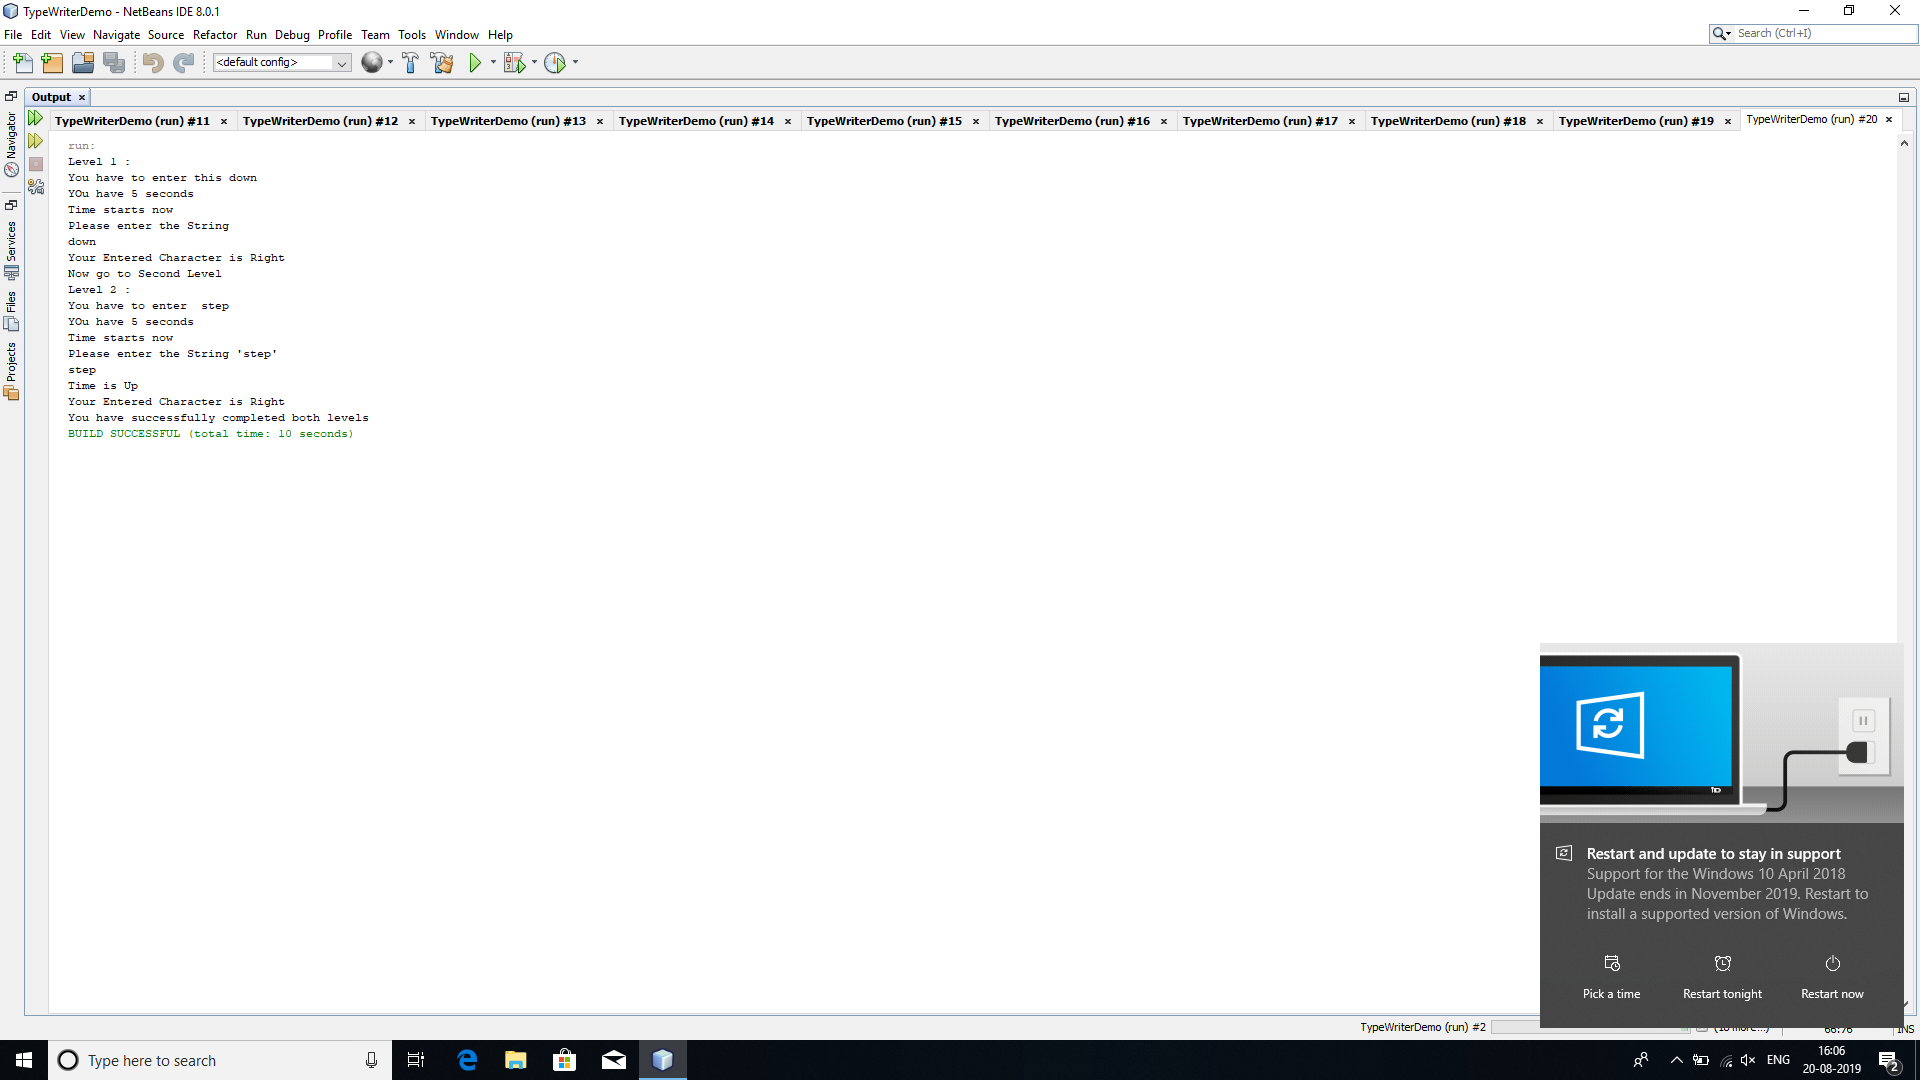 TypeWriterDemo - NetBeans IDE 8.0.1
File Edit View Navigate Source Refactor Run Debug Profile Team Tools Window Help
Search (Ctrl+I)
<default config>
Output
TypeWriterDemo (run) #11 TypeWriterDemo (run) #12 TypeWriterDemo (run) #13 TypeWriterDemo (run) #14 TypeWriterDemo (run) #15 TypeWriterDemo (run) #16 TypeWriterDemo (run) #17 TypeWriterDemo (run) #18 TypeWriterDemo (run) #19 TypeWriterDemo (run) #20
Navigator
Services
Files
Projects
run:
Level 1 :
You have to enter this down
YOu have 5 seconds
Time starts now
Please enter the String
down
Your Entered Character is Right
Now go to Second Level
Level 2 :
You have to enter  step
YOu have 5 seconds
Time starts now
Please enter the String 'step'
step
Time is Up
Your Entered Character is Right
You have successfully completed both levels
BUILD SUCCESSFUL (total time: 10 seconds)
Restart and update to stay in support
Support for the Windows 10 April 2018
Update ends in November 2019. Restart to
install a supported version of Windows.
Pick a time Restart tonight Restart now
TypeWriterDemo (run) #2
INS
Type here to search
ENG
16:06
20-08-2019
2